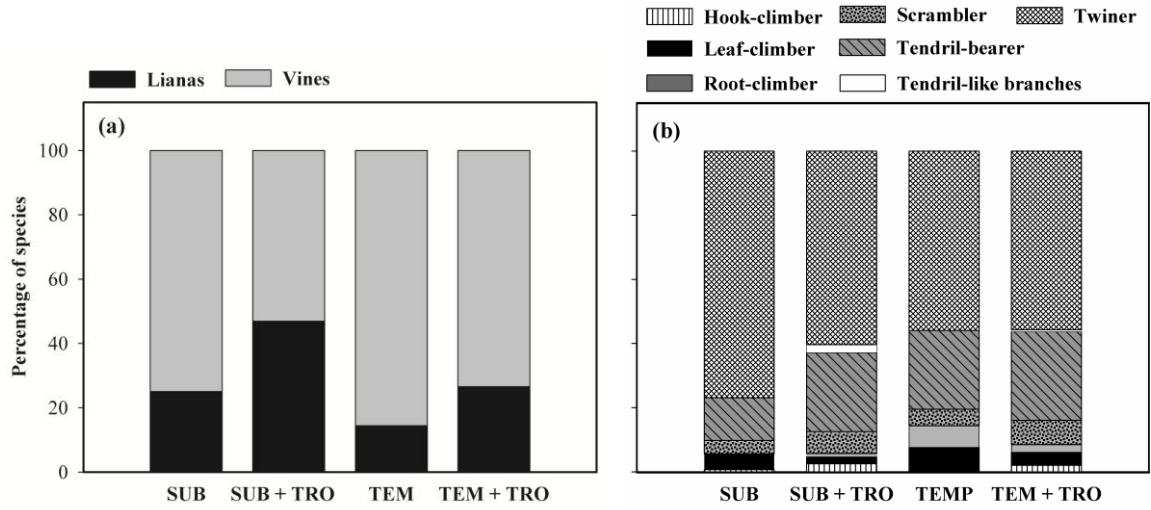 Lianas Vines
(a)
Percentage of species
100
80
60
40
20
0
SUB SUB + TRO TEM TEM + TRO
Hook-climber Scrambler Twiner
Leaf-climber Tendril-bearer
Root-climber Tendril-like branches
(b)
SUB SUB + TRO TEMP TEM + TRO